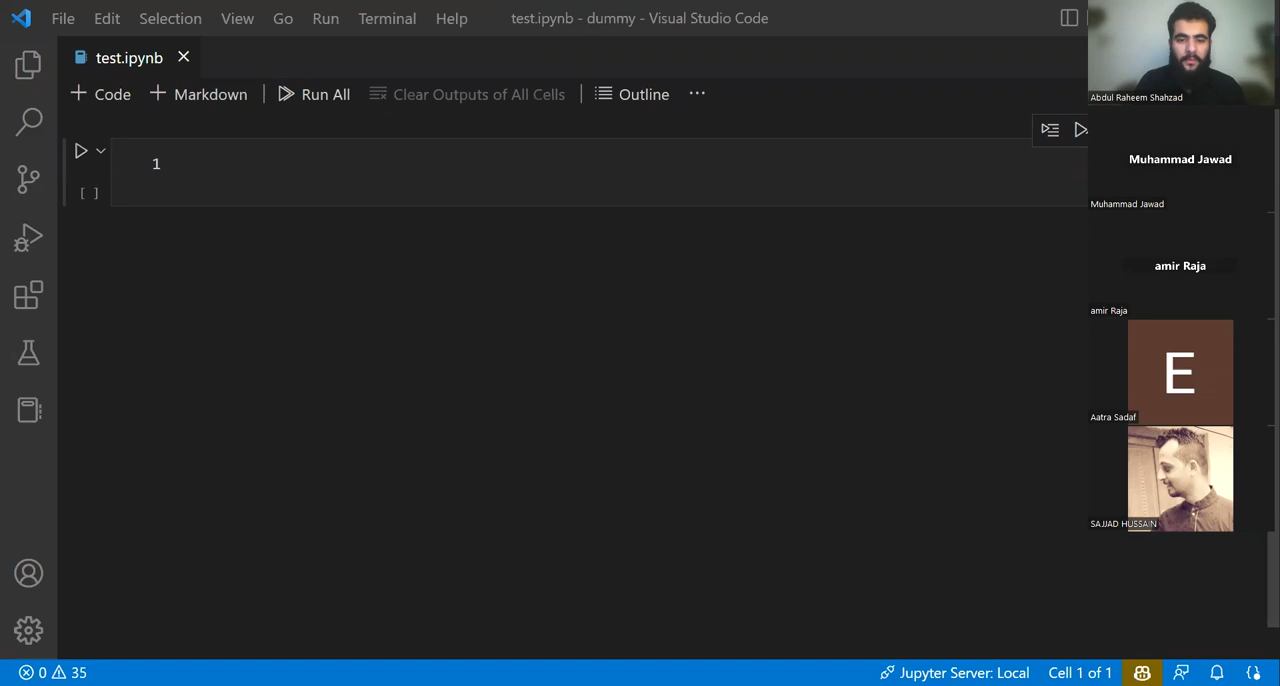 File Edit Selection View Go Run Terminal Help test.ipynb - dummy - Visual Studio Code
test.ipynb
Code Markdown Run All Clear Outputs of All Cells Outline ...
1
[ ]
Abdul Raheem Shahzad
Muhammad Jawad
Muhammad Jawad
amir Raja
amir Raja
E
Aatra Sadaf
SAJJAD HUSSAIN
0 35 Jupyter Server: Local Cell 1 of 1